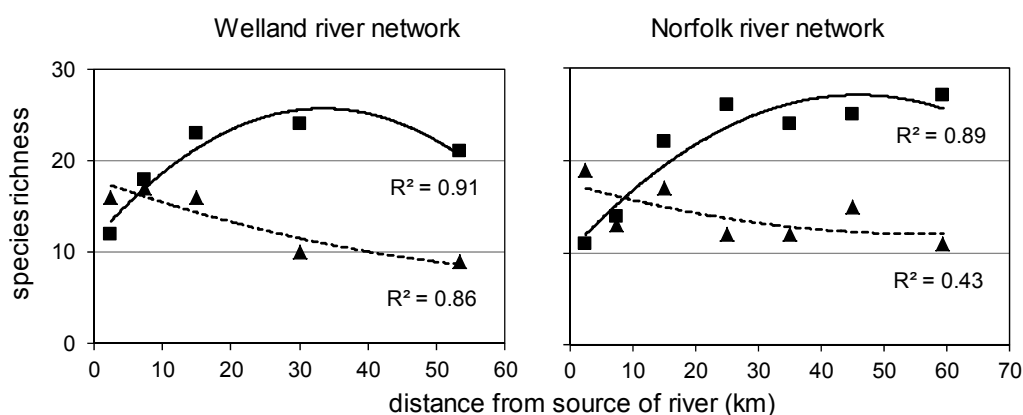 Welland river network
Norfolk river network
speciesrichness
30
20
10
0
R² = 0.91
R² = 0.86
R² = 0.89
R² = 0.43
0 10 20 30 40 50 60
0 10 20 30 40 50 60 70
distance from source of river (km)